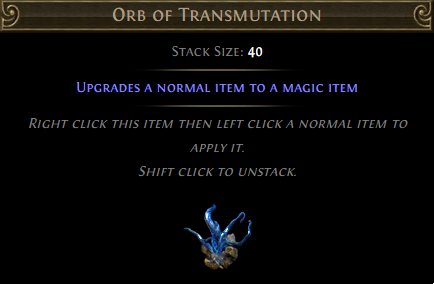 Orb of Transmutation
Stack Size: 40
Upgrades a normal item to a magic item
Right click this item then left click a normal item to
apply it.
Shift click to unstack.